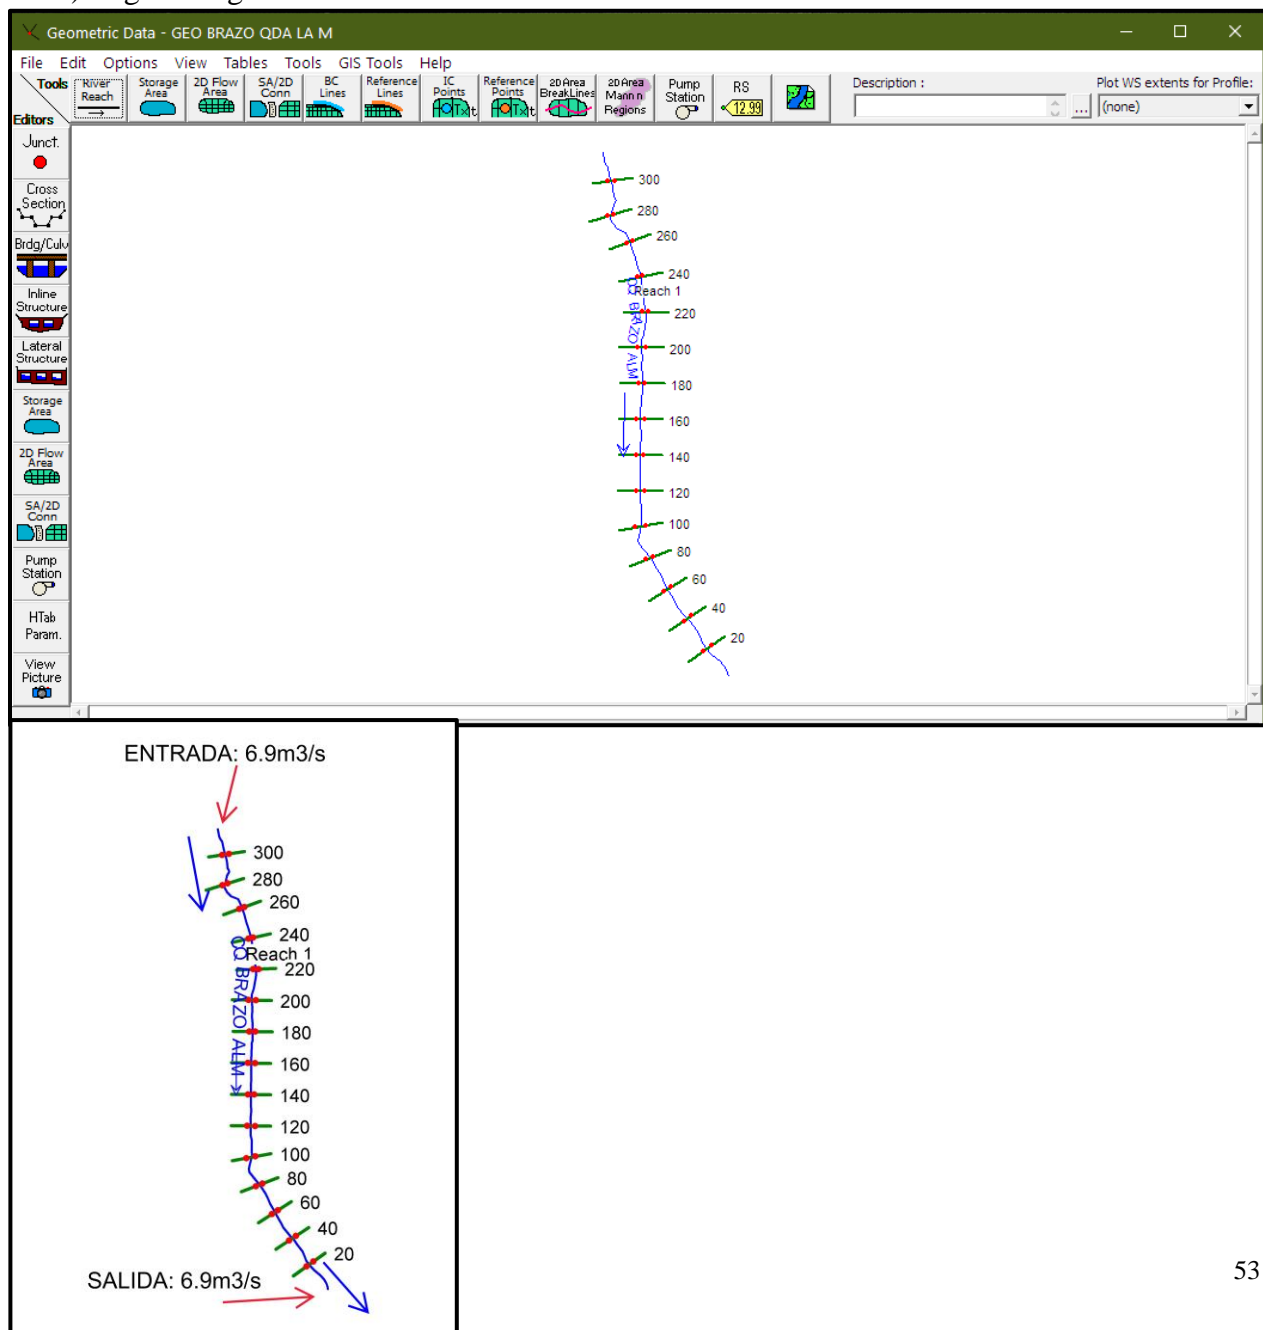 Geometric Data - GEO BRAZO QDA LA M
File Edit Options View Tables Tools GIS Tools Help
Tools
Editors
River Reach
Storage Area
2D Flow Area
SA/2D Conn
BC Lines
Reference Lines
IC Points
Reference Points
2D Area BreakLines
2D Area Mann n Regions
Pump Station
RS
12.99
Description :
...
Plot WS extents for Profile:
(none)
Junct.
Cross Section
Brdg/Culv
Inline Structure
Lateral Structure
Storage Area
2D Flow Area
SA/2D Conn
Pump Station
HTab Param.
View Picture
300
280
260
240
Reach 1
220
BRAZO ALM
200
180
160
140
120
100
80
60
40
20
ENTRADA: 6.9m3/s
300
280
260
240
Reach 1
220
BRAZO ALM
200
180
160
140
120
100
80
60
40
20
SALIDA: 6.9m3/s
53